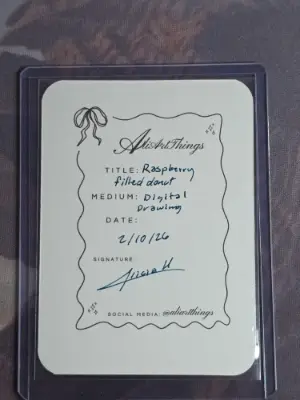 AliArtThings
TITLE: Raspberry
filled donut
MEDIUM: Digital
Drawing
DATE:
2/10/26
SIGNATURE:
SOCIAL MEDIA: @aliartthings